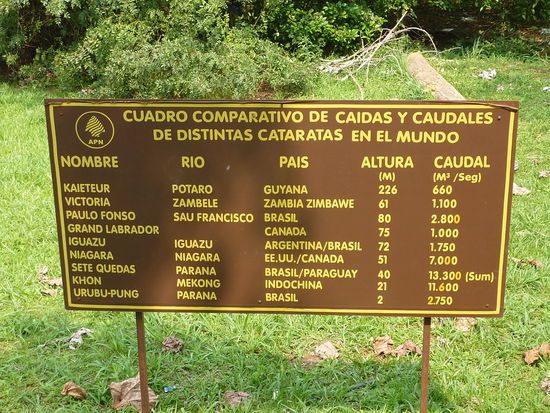 CUADRO COMPARATIVO DE CAIDAS Y CAUDALES
DE DISTINTAS CATARATAS EN EL MUNDO
APN
NOMBRE RIO PAIS ALTURA CAUDAL
(M) (M³ /Seg)
KAIETEUR POTARO GUYANA 226 660
VICTORIA ZAMBELE ZAMBIA ZIMBABWE 61 1.100
PAULO FONSO SAU FRANCISCO BRASIL 80 2.800
GRAND LABRADOR CANADA 75 1.000
IGUAZU IGUAZU ARGENTINA/BRASIL 72 1.750
NIAGARA NIAGARA EE.UU./CANADA 51 7.000
SETE QUEDAS PARANA BRASIL/PARAGUAY 40 13.300 (Sum)
KHON MEKONG INDOCHINA 21 11.600
URUBU-PUNG PARANA BRASIL 2 2.750